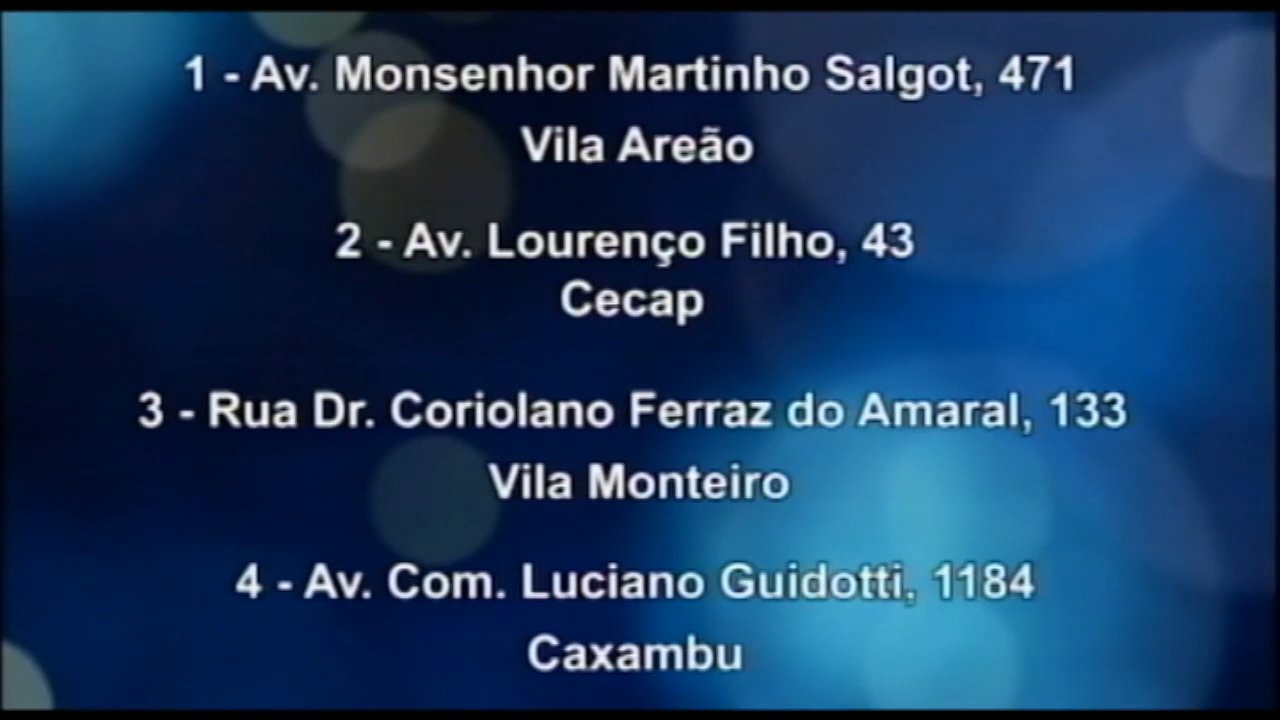 1 - Av. Monsenhor Martinho Salgot, 471
Vila Areão
2 - Av. Lourenço Filho, 43
Cecap
3 - Rua Dr. Coriolano Ferraz do Amaral, 133
Vila Monteiro
4 - Av. Com. Luciano Guidotti, 1184
Caxambu